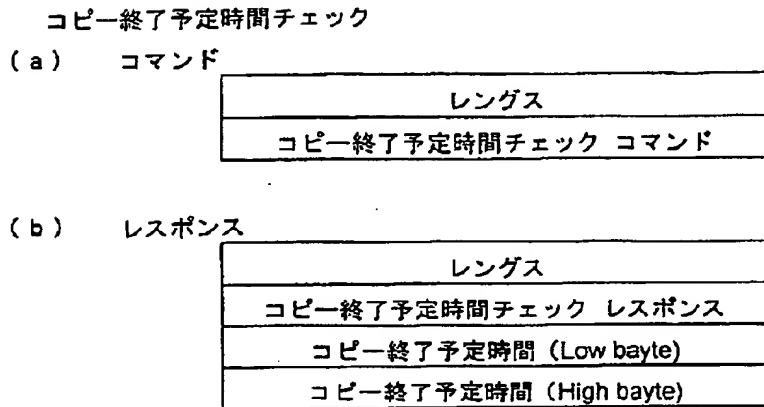 コピー終了予定時間チェック
(a) コマンド
レングス
コピー終了予定時間チェック コマンド
(b) レスポンス
レングス
コピー終了予定時間チェック レスポンス
コピー終了予定時間 (Low bayte)
コピー終了予定時間 (High bayte)